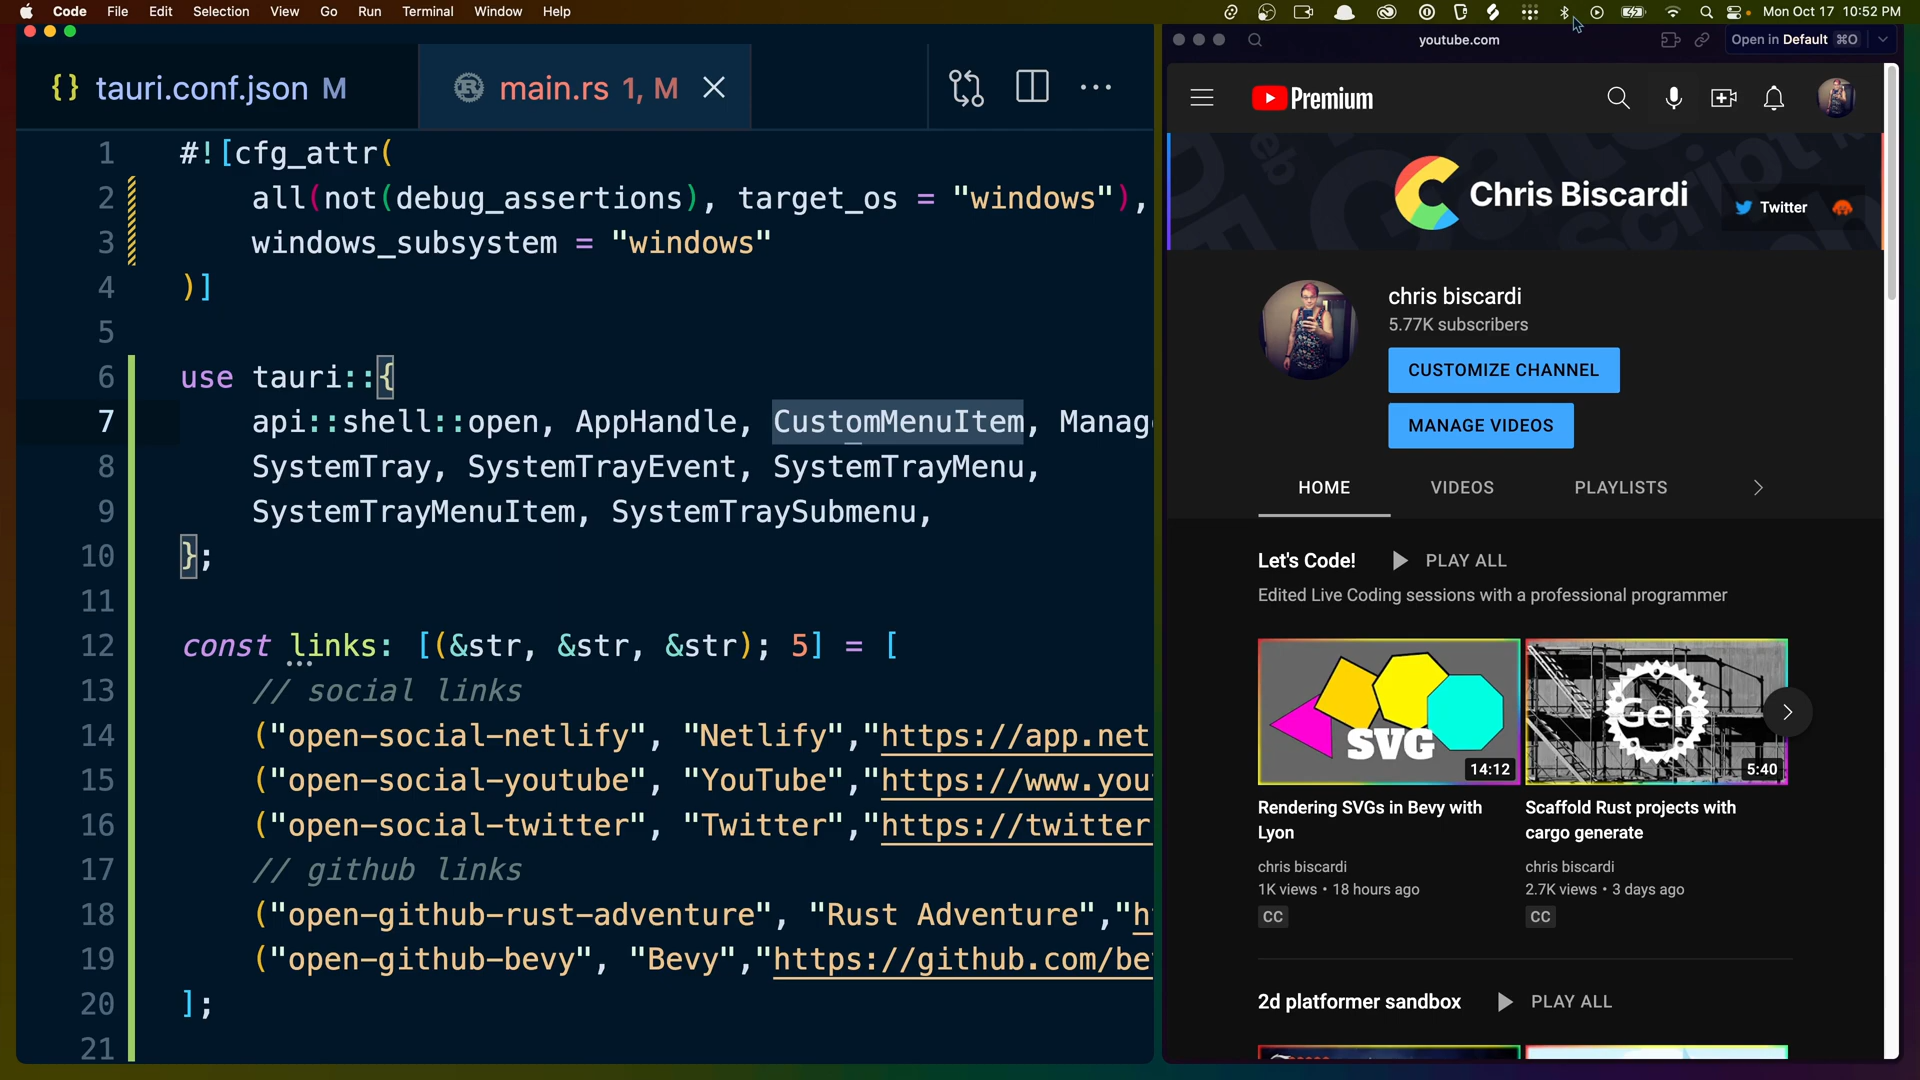 Code File Edit Selection View Go Run Terminal Window Help
Mon Oct 17 10:52 PM
{} tauri.conf.json M
main.rs 1, M
1 #![cfg_attr(
2 all(not(debug_assertions), target_os = "windows"),
3 windows_subsystem = "windows"
4 )]
5
6 use tauri::{
7 api::shell::open, AppHandle, CustomMenuItem, Manag
8 SystemTray, SystemTrayEvent, SystemTrayMenu,
9 SystemTrayMenuItem, SystemTraySubmenu,
10 };
11
12 const links: [(&str, &str, &str); 5] = [
13 // social links
14 ("open-social-netlify", "Netlify","https://app.net
15 ("open-social-youtube", "YouTube","https://www.you
16 ("open-social-twitter", "Twitter","https://twitter
17 // github links
18 ("open-github-rust-adventure", "Rust Adventure","h
19 ("open-github-bevy", "Bevy","https://github.com/be
20 ];
21
youtube.com
Open in Default ⌘O
Premium
Chris Biscardi
Twitter
chris biscardi
5.77K subscribers
CUSTOMIZE CHANNEL
MANAGE VIDEOS
HOME VIDEOS PLAYLISTS
Let's Code! PLAY ALL
Edited Live Coding sessions with a professional programmer
SVG
14:12
Gen
5:40
Rendering SVGs in Bevy with
Lyon
chris biscardi
1K views • 18 hours ago
CC
Scaffold Rust projects with
cargo generate
chris biscardi
2.7K views • 3 days ago
CC
2d platformer sandbox PLAY ALL